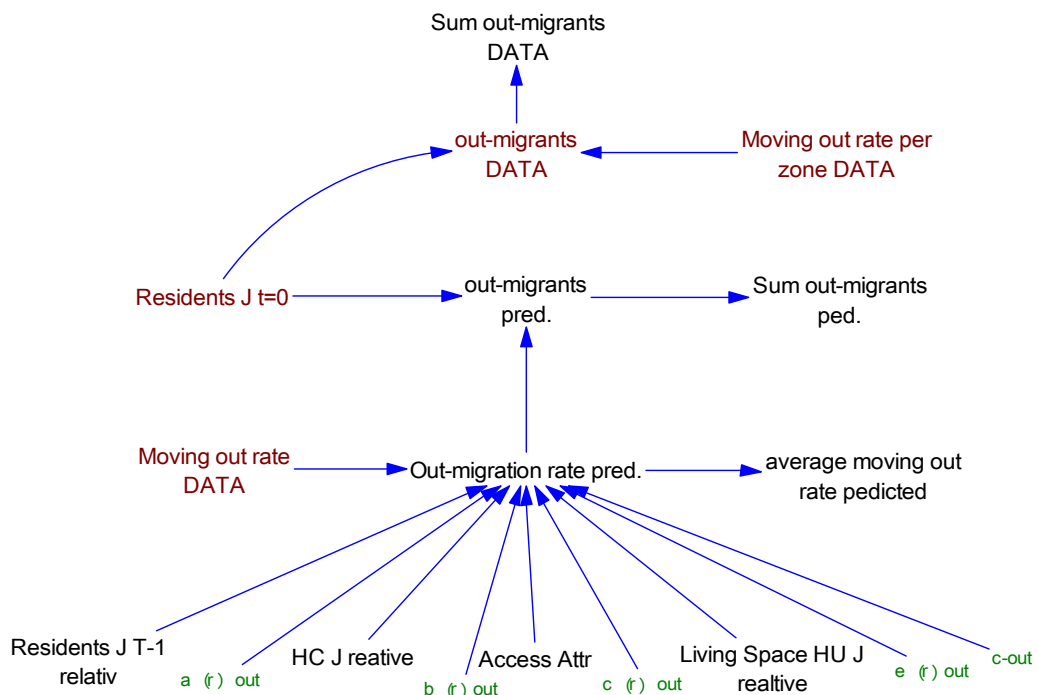 Sum out-migrants
DATA
out-migrants
DATA
Moving out rate per
zone DATA
Residents J t=0
out-migrants
pred.
Sum out-migrants
ped.
Moving out rate
DATA
Out-migration rate pred.
average moving out
rate pedicted
Residents J T-1
relativ
a (r) out
HC J reative
b (r) out
Access Attr
c (r) out
Living Space HU J
realtive
e (r) out
c-out